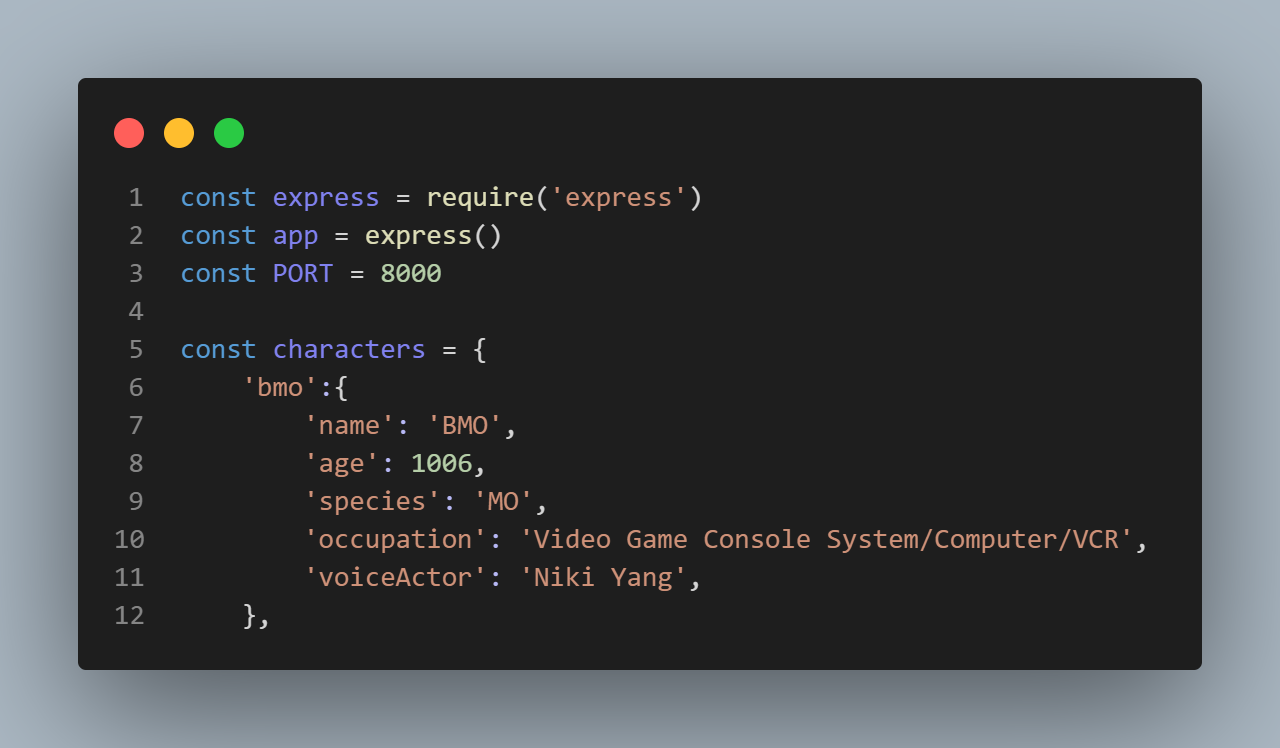 1 const express = require('express')
2 const app = express()
3 const PORT = 8000
4
5 const characters = {
6     'bmo':{
7         'name': 'BMO',
8         'age': 1006,
9         'species': 'MO',
10         'occupation': 'Video Game Console System/Computer/VCR',
11         'voiceActor': 'Niki Yang',
12     },